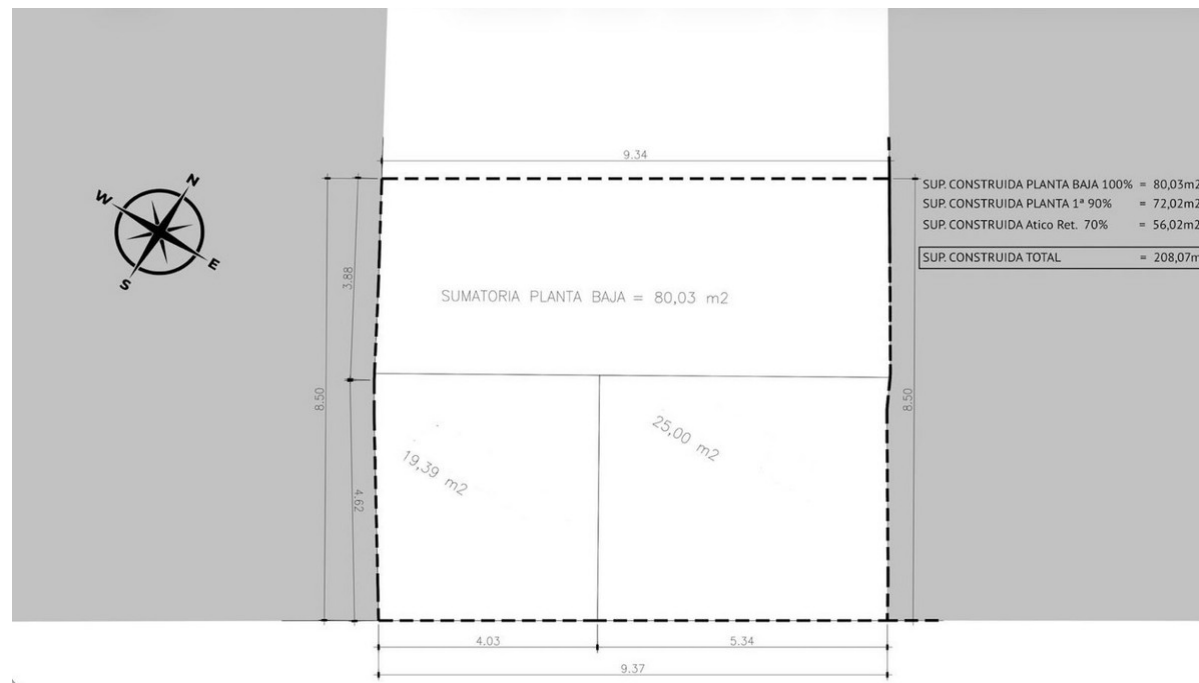 9.34
N
W
E
S
SUP. CONSTRUIDA PLANTA BAJA 100% = 80,03m2
SUP. CONSTRUIDA PLANTA 1ª 90% = 72,02m2
SUP. CONSTRUIDA Atico Ret. 70% = 56,02m2
SUP. CONSTRUIDA TOTAL = 208,07m
3.88
SUMATORIA PLANTA BAJA = 80,03 m2
8.50
8.50
25,00 m2
19,39 m2
4.62
4.03
5.34
9.37